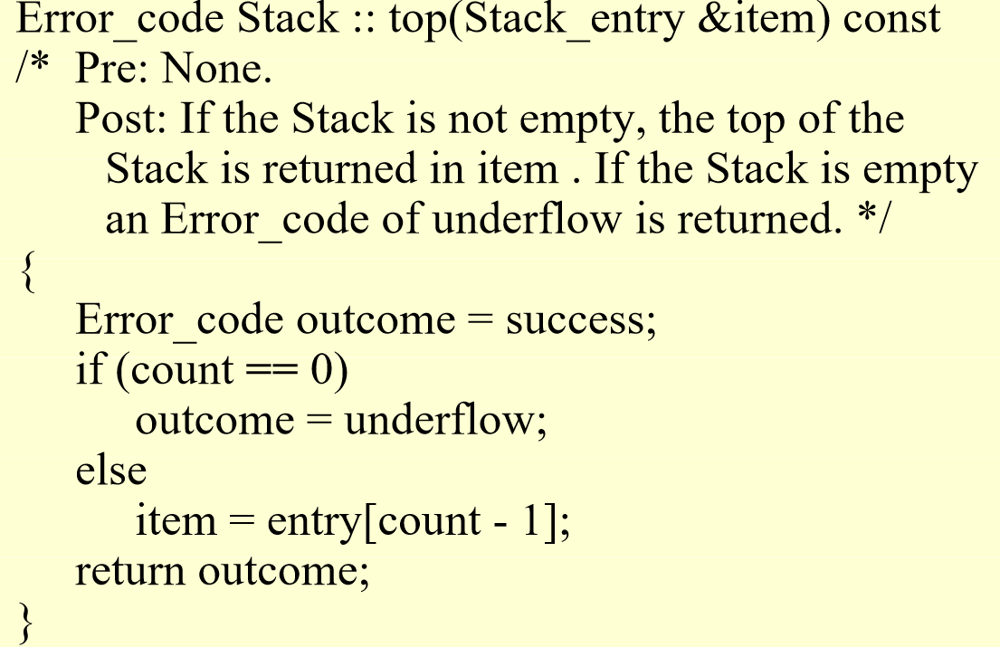 Error_code Stack :: top(Stack_entry &item) const
/* Pre: None.
Post: If the Stack is not empty, the top of the
Stack is returned in item . If the Stack is empty
an Error_code of underflow is returned. */
{
Error_code outcome = success;
if (count == 0)
outcome = underflow;
else
item = entry[count - 1];
return outcome;
}